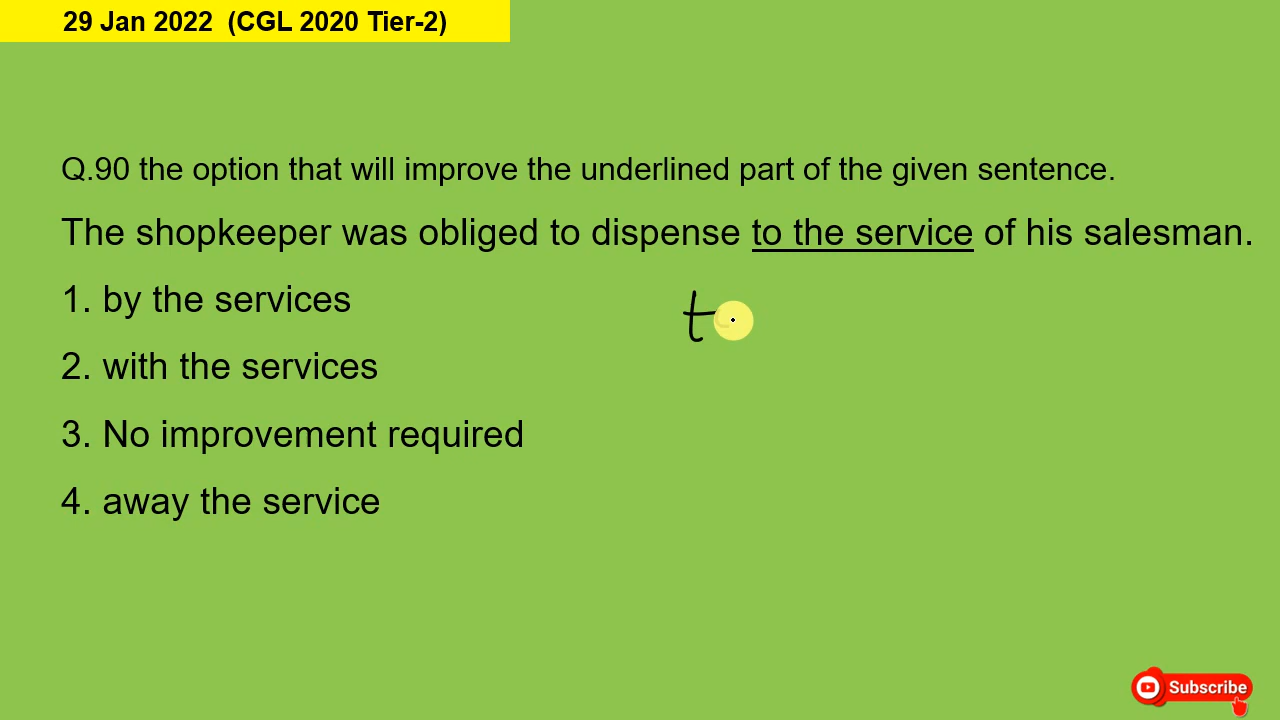 29 Jan 2022 (CGL 2020 Tier-2)
Q.90 the option that will improve the underlined part of the given sentence.
The shopkeeper was obliged to dispense to the service of his salesman.
1. by the services
2. with the services
3. No improvement required
4. away the service
Subscribe